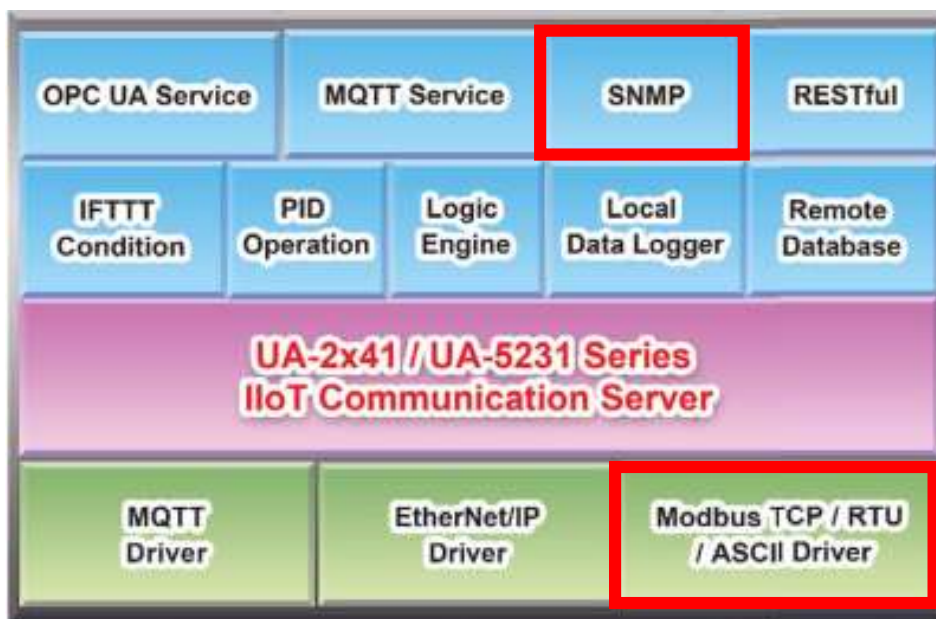 OPC UA Service
MQTT Service
SNMP
RESTful
IFTTT
Condition
PID
Operation
Logic
Engine
Local
Data Logger
Remote
Database
UA-2x41 / UA-5231 Series
IIoT Communication Server
MQTT
Driver
EtherNet/IP
Driver
Modbus TCP / RTU
/ ASCII Driver